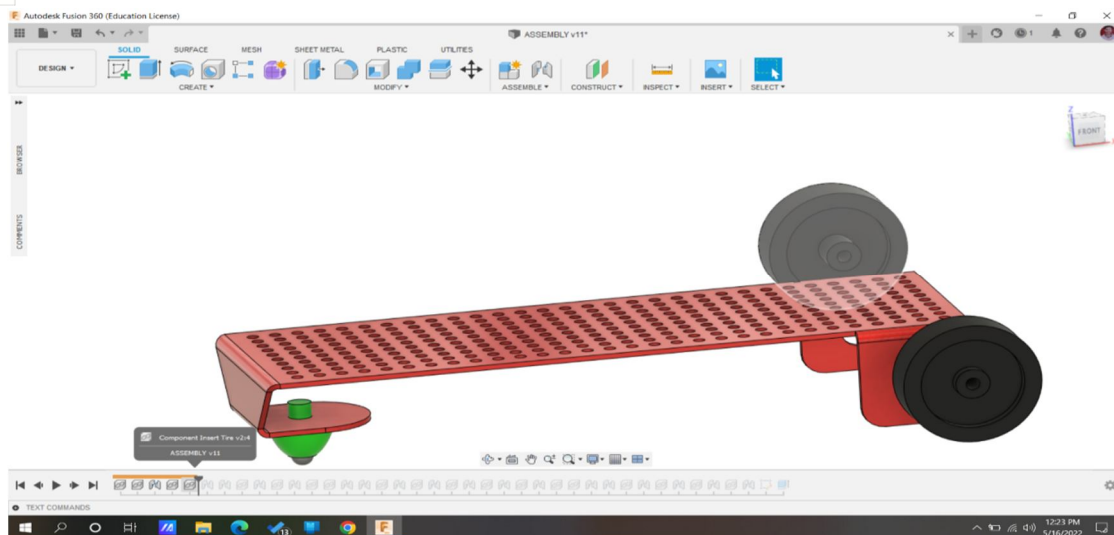 Autodesk Fusion 360 (Education License)
ASSEMBLY v11*
1
SOLID SURFACE MESH SHEET METAL PLASTIC UTILITIES
DESIGN
CREATE MODIFY ASSEMBLE CONSTRUCT INSPECT INSERT SELECT
FRONT
BROWSER
COMMENTS
Component Insert Tire v2:4
ASSEMBLY v11
TEXT COMMANDS
13
12:23 PM
5/16/2022